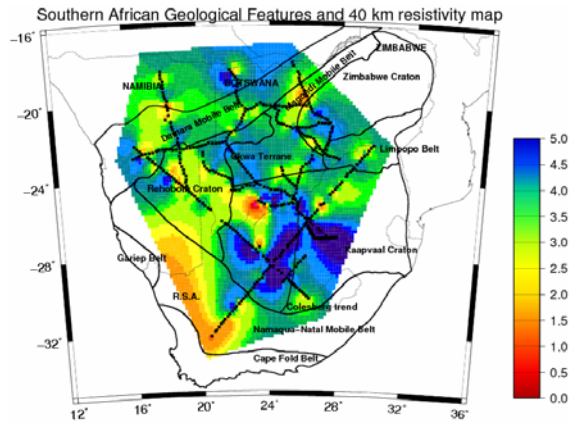 Southern African Geological Features and 40 km resistivity map
−16°
ZIMBABWE
NAMIBIA
BOTSWANA
Magondi Mobile Belt
Zimbabwe Craton
−20°
Damara Mobile Belt
Limpopo Belt
Okwa Terrane
Rehoboth Craton
−24°
Kaapvaal Craton
Gariep Belt
−28°
R.S.A.
Colesberg trend
Namaqua−Natal Mobile Belt
−32°
Cape Fold Belt
12°
16°
20°
24°
28°
32°
36°
5.0
4.5
4.0
3.5
3.0
2.5
2.0
1.5
1.0
0.5
0.0